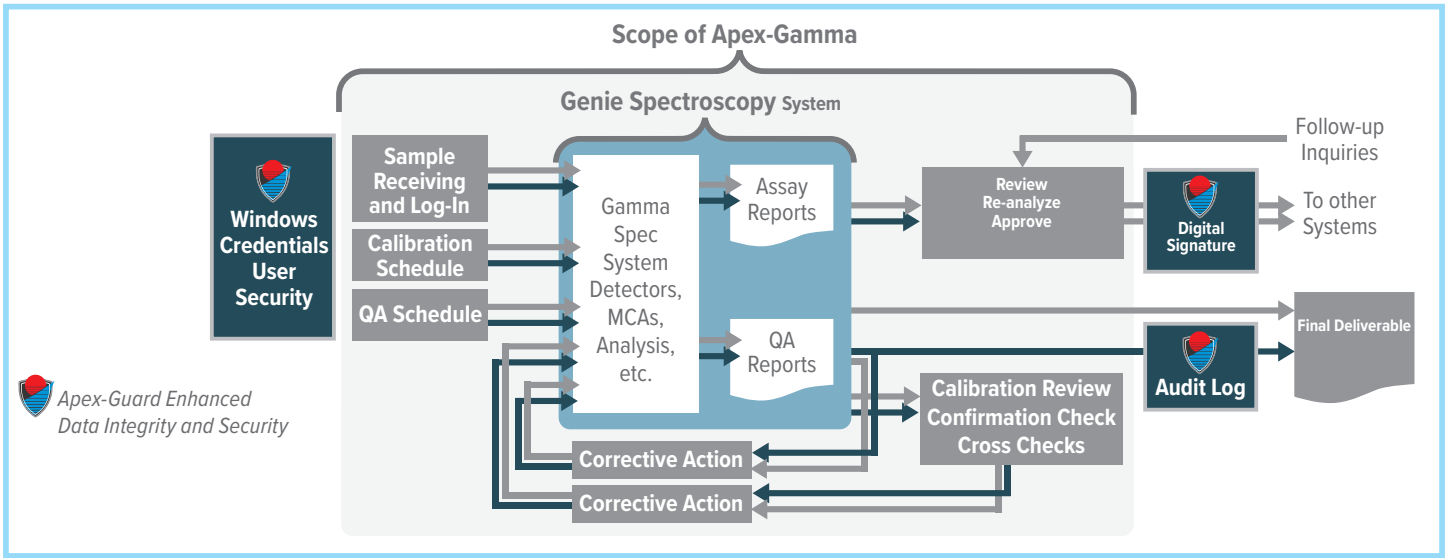 Scope of Apex-Gamma
Genie Spectroscopy System
Windows
Credentials
User
Security
Sample
Receiving
and Log-In
Calibration
Schedule
QA Schedule
Gamma
Spec
System
Detectors,
MCAs,
Analysis,
etc.
Assay
Reports
QA
Reports
Review
Re-analyze
Approve
Follow-up
Inquiries
Digital
Signature
To other
Systems
Final Deliverable
Audit Log
Calibration Review
Confirmation Check
Cross Checks
Corrective Action
Corrective Action
Apex-Guard Enhanced
Data Integrity and Security